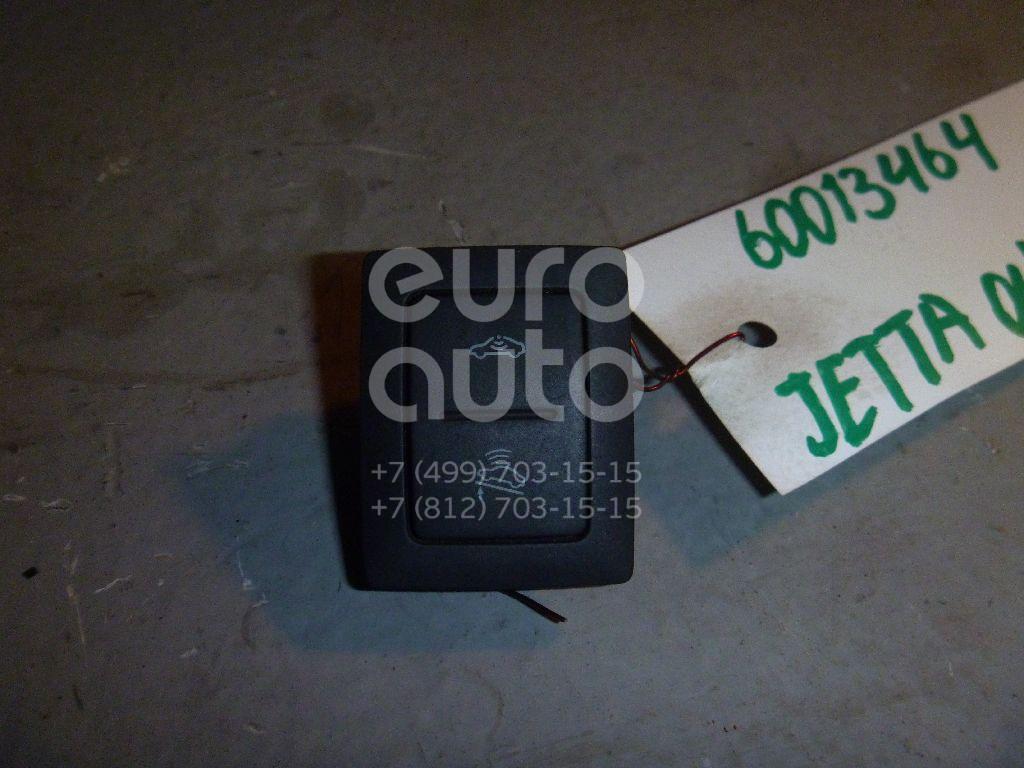 60013464
JETTA
euro
auto
+7 (499) 703-15-15
+7 (812) 703-15-15